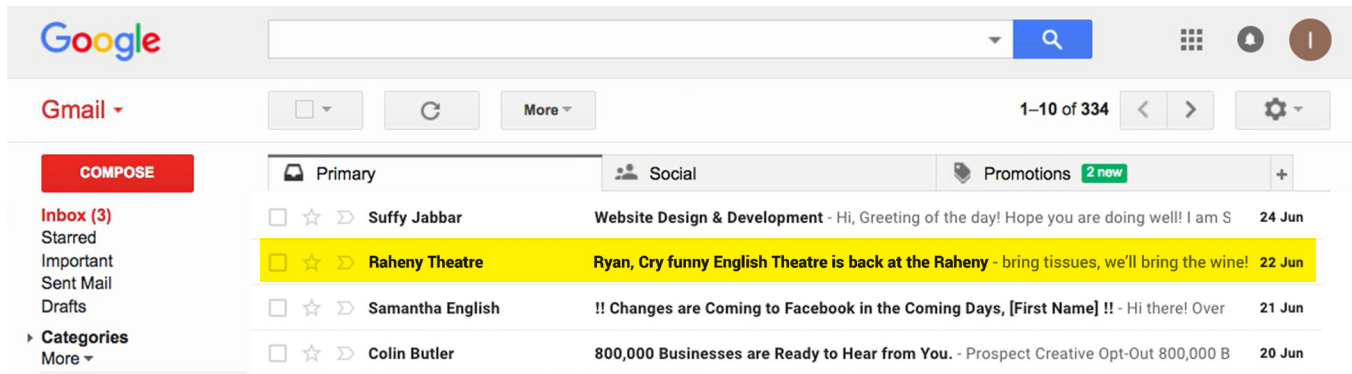 Google
I
Gmail
More
1–10 of 334
COMPOSE
Primary
Social
Promotions 2 new
+
Inbox (3)
Starred
Important
Sent Mail
Drafts
Categories
More
Suffy Jabbar Website Design & Development - Hi, Greeting of the day! Hope you are doing well! I am S 24 Jun
Raheny Theatre Ryan, Cry funny English Theatre is back at the Raheny - bring tissues, we'll bring the wine! 22 Jun
Samantha English !! Changes are Coming to Facebook in the Coming Days, [First Name] !! - Hi there! Over 21 Jun
Colin Butler 800,000 Businesses are Ready to Hear from You. - Prospect Creative Opt-Out 800,000 B 20 Jun